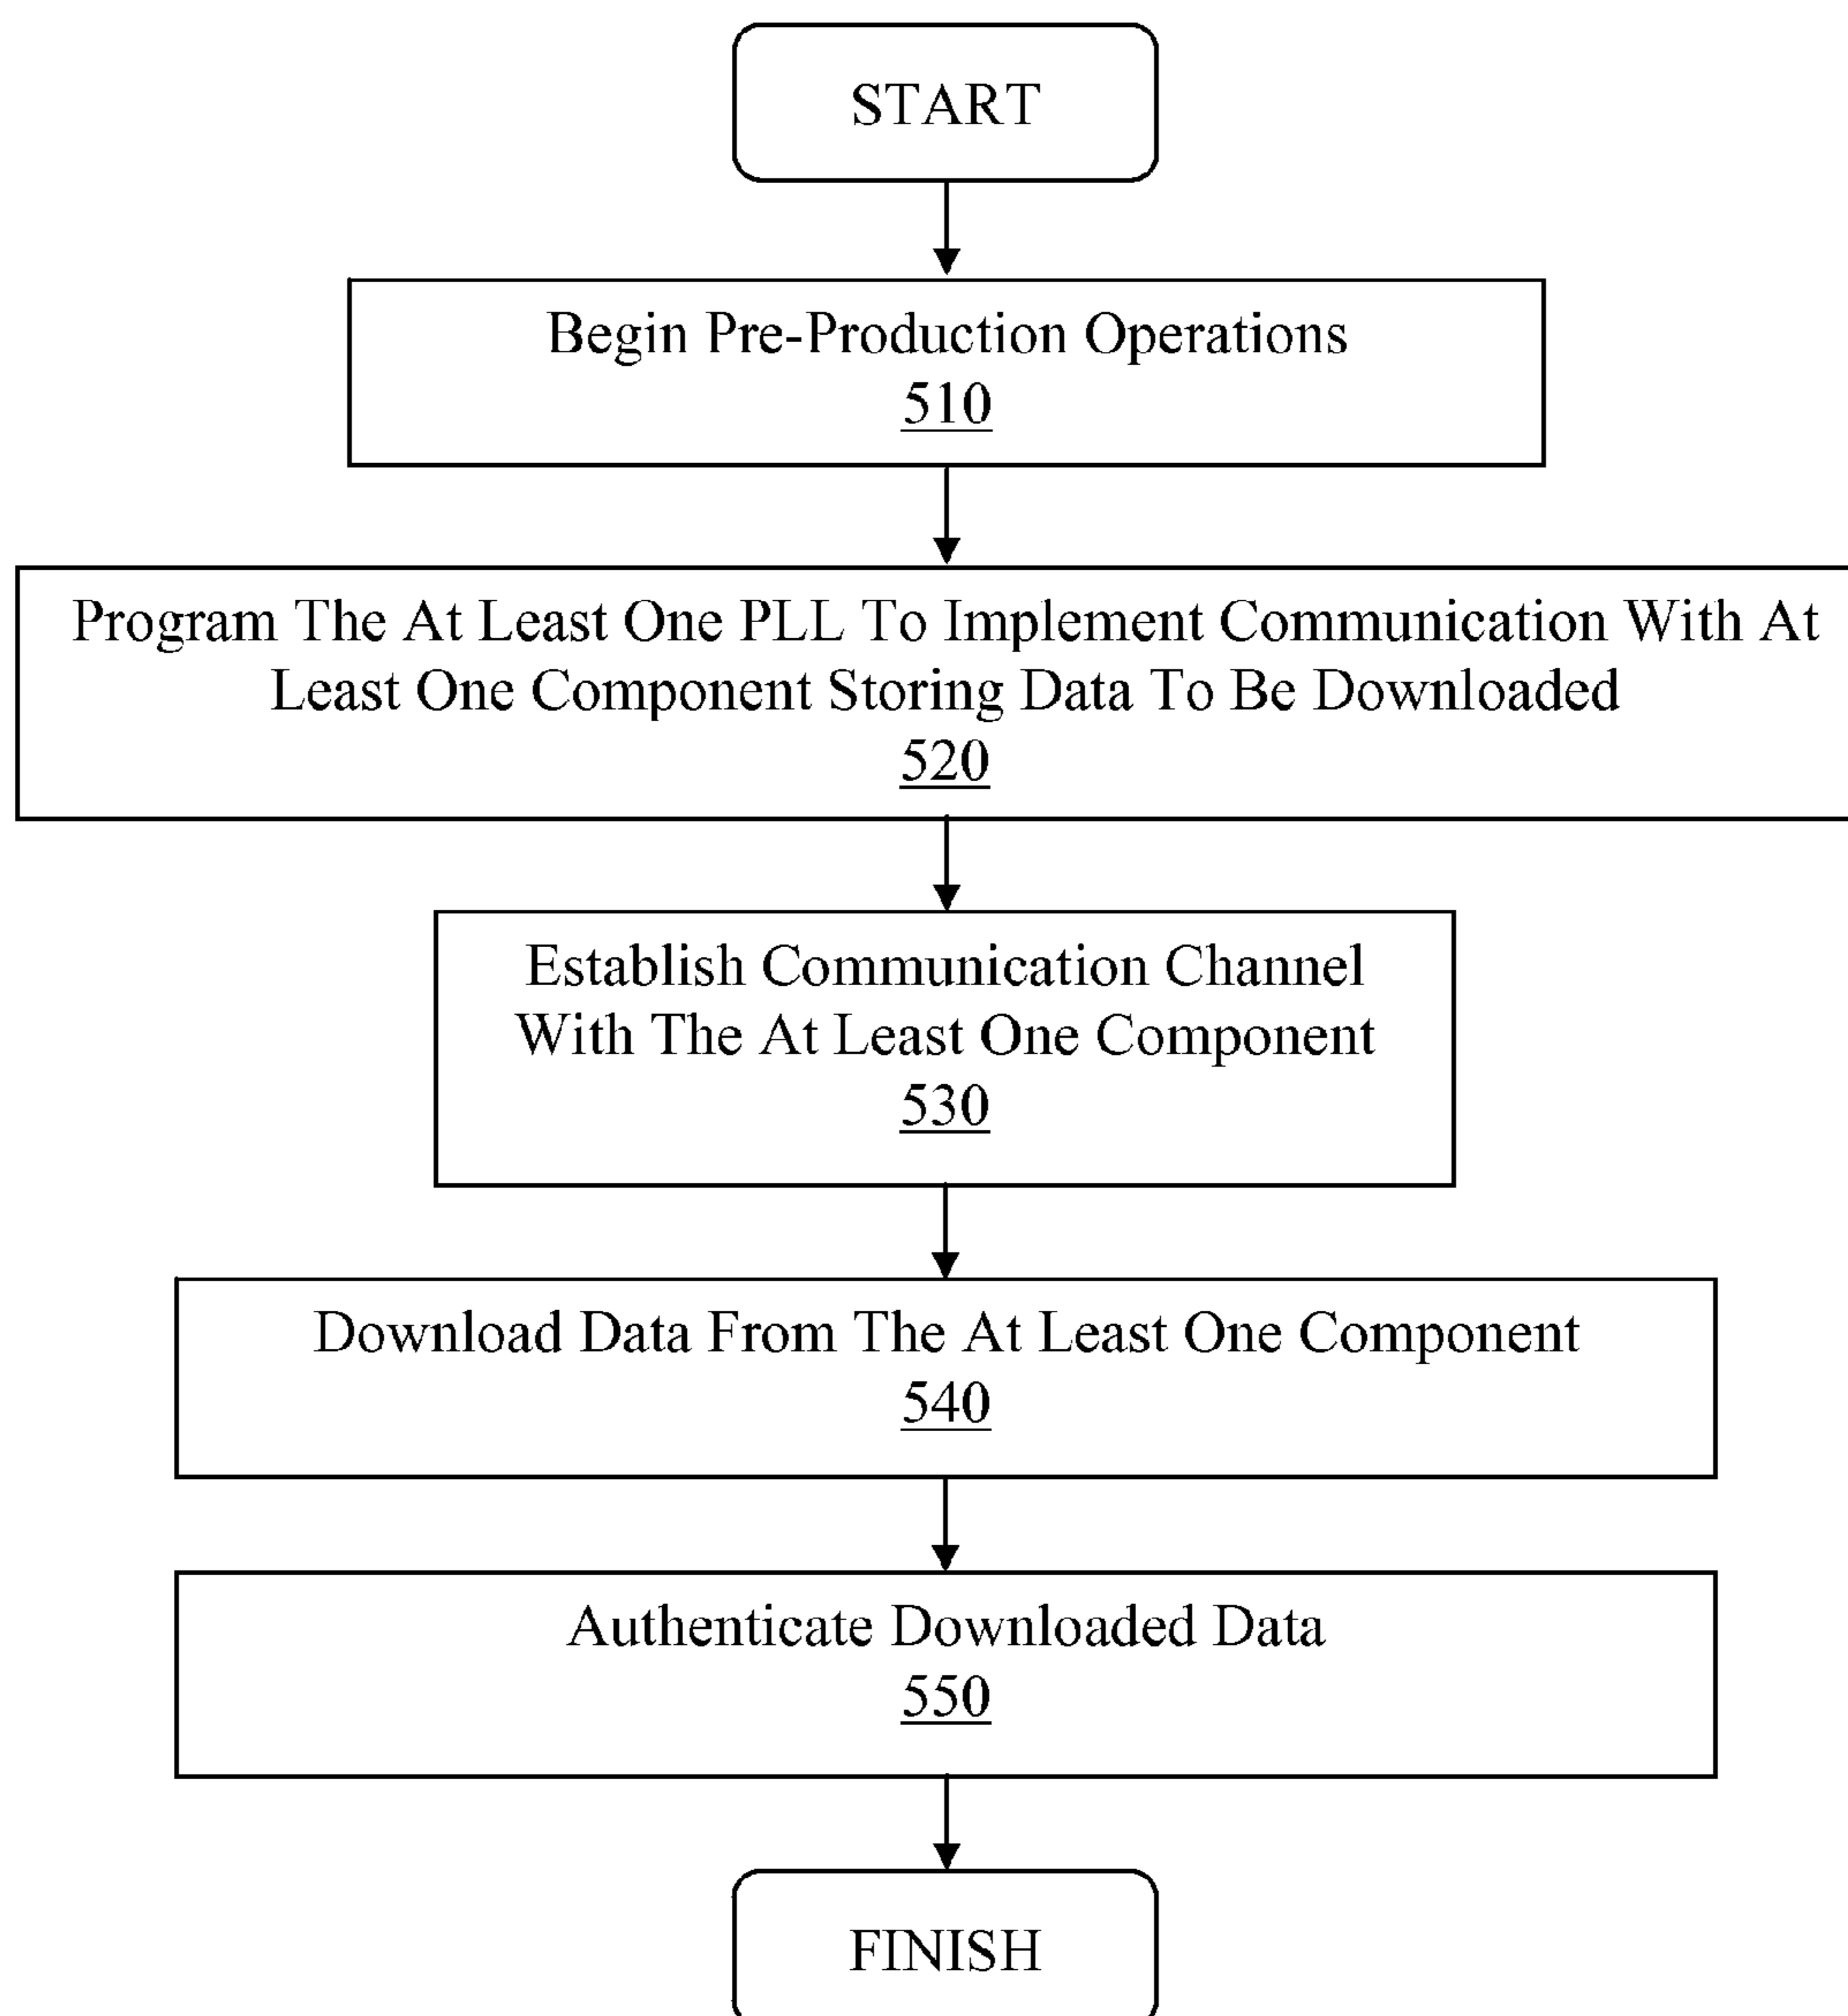 START
Begin Pre-Production Operations
510
Program The At Least One PLL To Implement Communication With At
Least One Component Storing Data To Be Downloaded
520
Establish Communication Channel
With The At Least One Component
530
Download Data From The At Least One Component
540
Authenticate Downloaded Data
550
FINISH